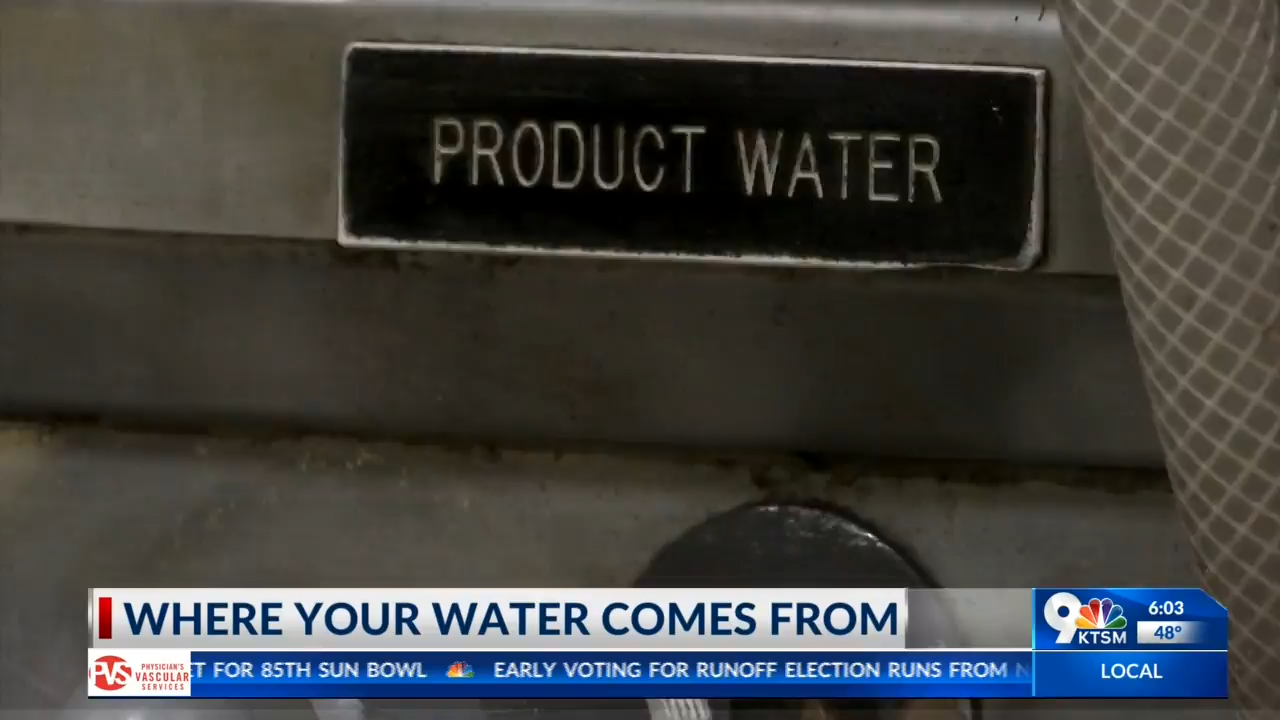 PRODUCT WATER
WHERE YOUR WATER COMES FROM
9
KTSM
6:03
48°
PVS PHYSICIAN'S
VASCULAR
SERVICES
FOR 85TH SUN BOWL EARLY VOTING FOR RUNOFF ELECTION RUNS FROM
LOCAL